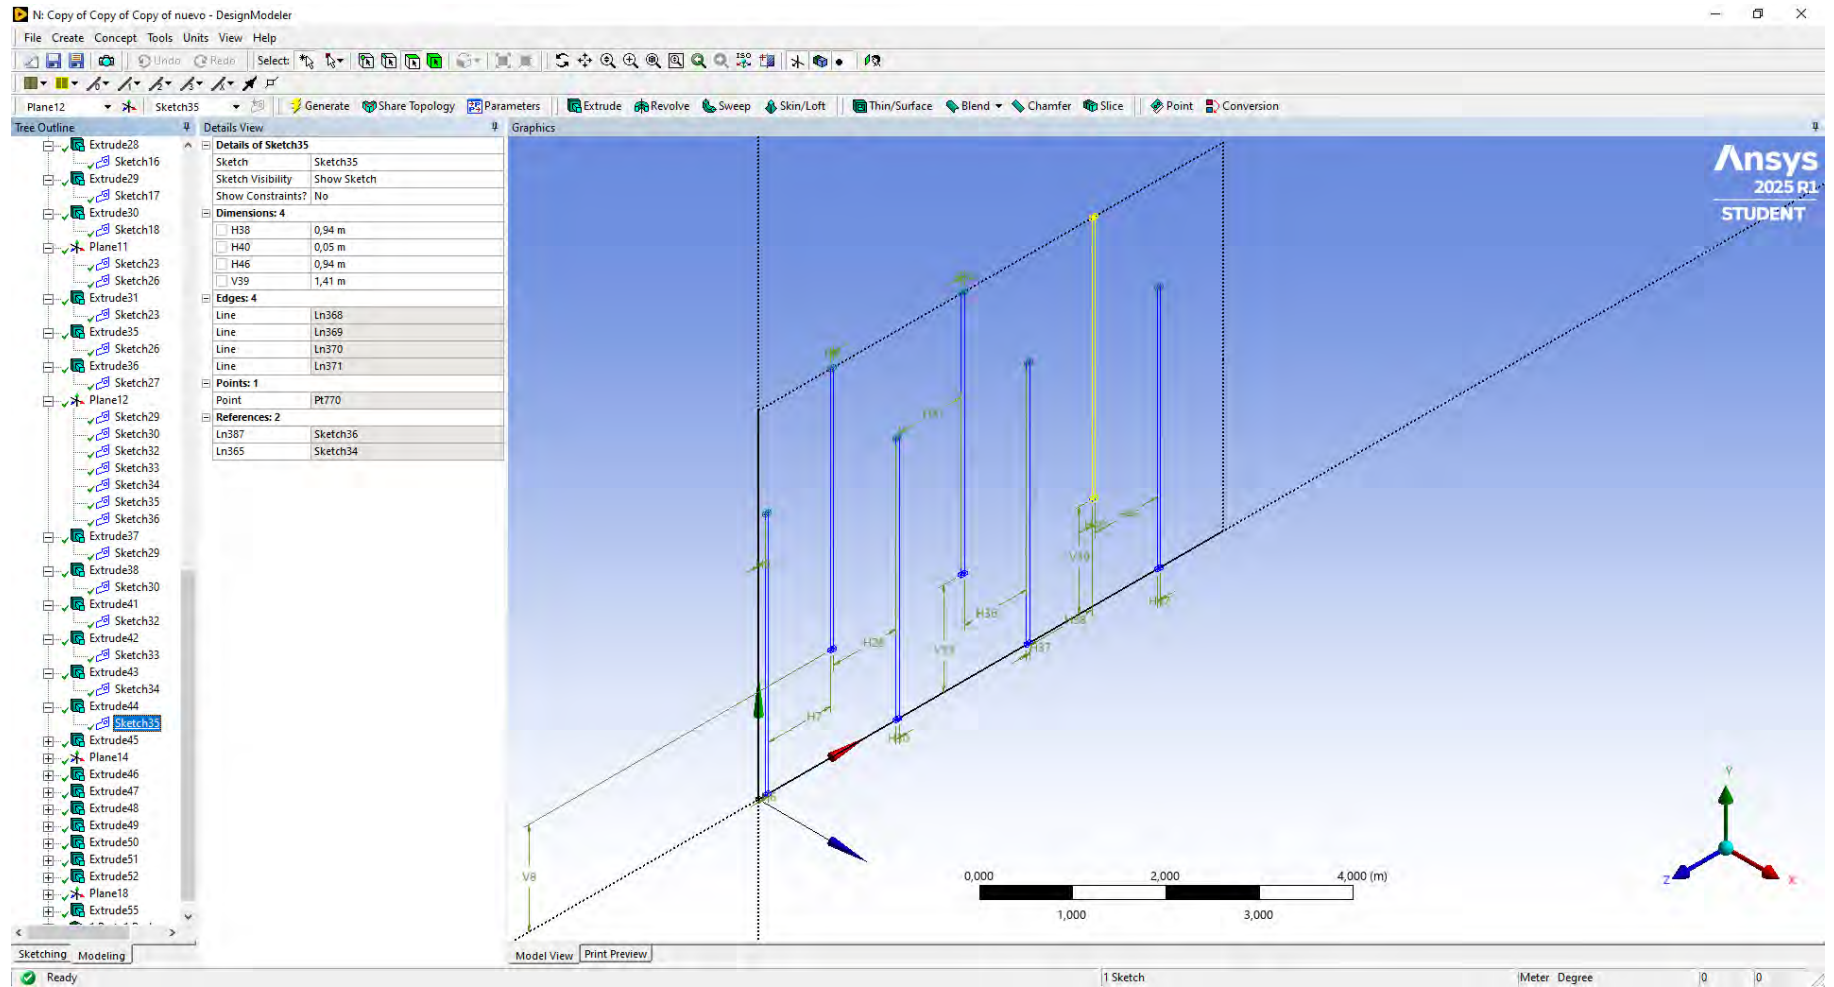 N: Copy of Copy of Copy of nuevo - DesignModeler
File Create Concept Tools Units View Help
Undo Redo Select:
Plane12 Sketch35 Generate Share Topology Parameters Extrude Revolve Sweep Skin/Loft Thin/Surface Blend Chamfer Slice Point Conversion
Tree Outline
Extrude28
Sketch16
Extrude29
Sketch17
Extrude30
Sketch18
Plane11
Sketch23
Sketch26
Extrude31
Sketch23
Extrude35
Sketch26
Extrude36
Sketch27
Plane12
Sketch29
Sketch30
Sketch32
Sketch33
Sketch34
Sketch35
Sketch36
Extrude37
Sketch29
Extrude38
Sketch30
Extrude41
Sketch32
Extrude42
Sketch33
Extrude43
Sketch34
Extrude44
Sketch35
Extrude45
Plane14
Extrude46
Extrude47
Extrude48
Extrude49
Extrude50
Extrude51
Extrude52
Plane18
Extrude55
Sketching Modeling
Details View
Details of Sketch35
Sketch Sketch35
Sketch Visibility Show Sketch
Show Constraints? No
Dimensions: 4
H38 0,94 m
H40 0,05 m
H46 0,94 m
V39 1,41 m
Edges: 4
Line Ln368
Line Ln369
Line Ln370
Line Ln371
Points: 1
Point Pt770
References: 2
Ln387 Sketch36
Ln365 Sketch34
Graphics
Ansys
2025 R1
STUDENT
H36
H28
H37
H7
V8
Y
Z
X
0,000 2,000 4,000 (m)
1,000 3,000
Model View Print Preview
Ready 1 Sketch Meter Degree 0 0